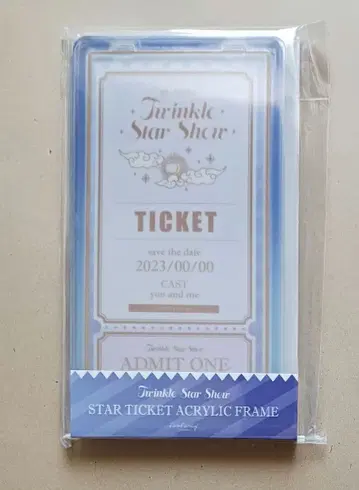 Twinkle
Star Show
TICKET
save the date
2023/00/00
CAST
you and me
Twinkle Star Show
ADMIT ONE
Twinkle Star Show
STAR TICKET ACRYLIC FRAME